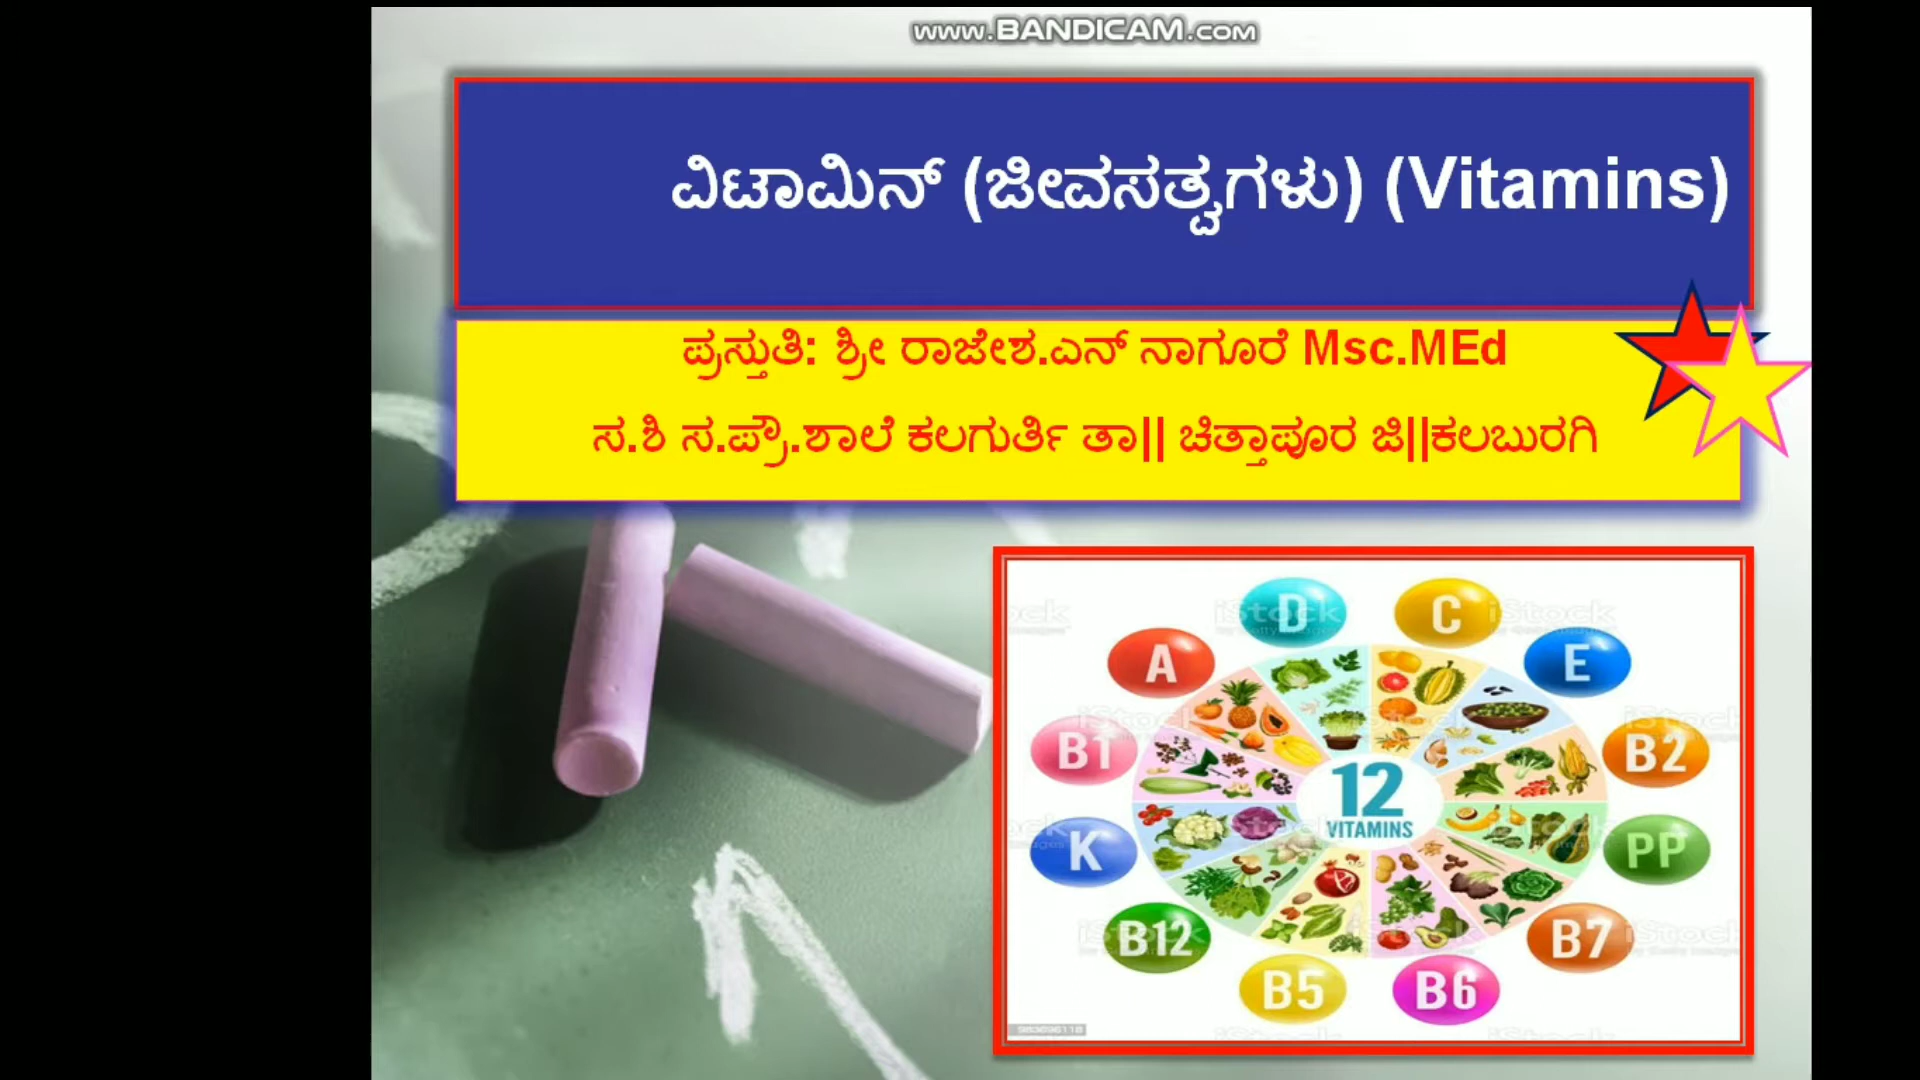 www.BANDICAM.com
ವಿಟಾಮಿನ್ (ಜೀವಸತ್ವಗಳು) (Vitamins)
ಪ್ರಸ್ತುತಿ: ಶ್ರೀ ರಾಜೇಶ.ಎನ್ ನಾಗೂರೆ Msc.MEd
ಸ.ಶಿ ಸ.ಪ್ರೌ.ಶಾಲೆ ಕಲಗುರ್ತಿ ತಾ|| ಚಿತ್ತಾಪೂರ ಜಿ||ಕಲಬುರಗಿ
D C
A E
B1 B2
12
VITAMINS
K PP
B12 B7
B5 B6
iStock